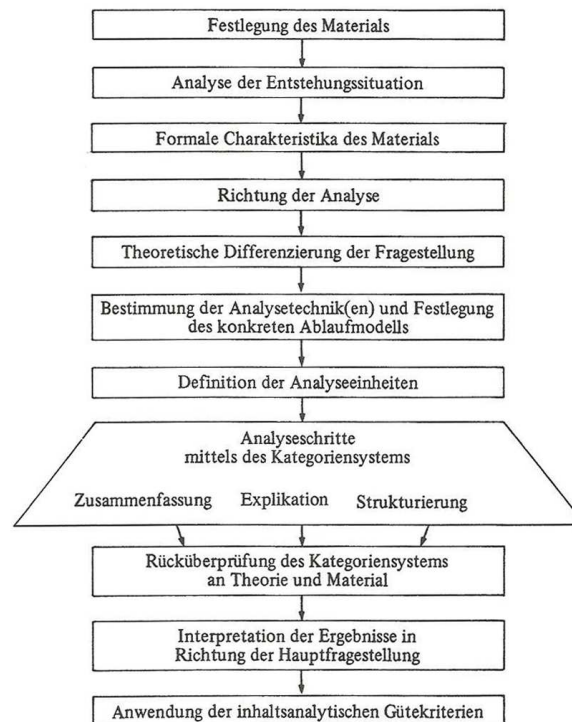 Festlegung des Materials
Analyse der Entstehungssituation
Formale Charakteristika des Materials
Richtung der Analyse
Theoretische Differenzierung der Fragestellung
Bestimmung der Analysetechnik(en) und Festlegung
des konkreten Ablaufmodells
Definition der Analyseeinheiten
Analyseschritte
mittels des Kategoriensystems
Zusammenfassung Explikation Strukturierung
Rücküberprüfung des Kategoriensystems
an Theorie und Material
Interpretation der Ergebnisse in
Richtung der Hauptfragestellung
Anwendung der inhaltsanalytischen Gütekriterien